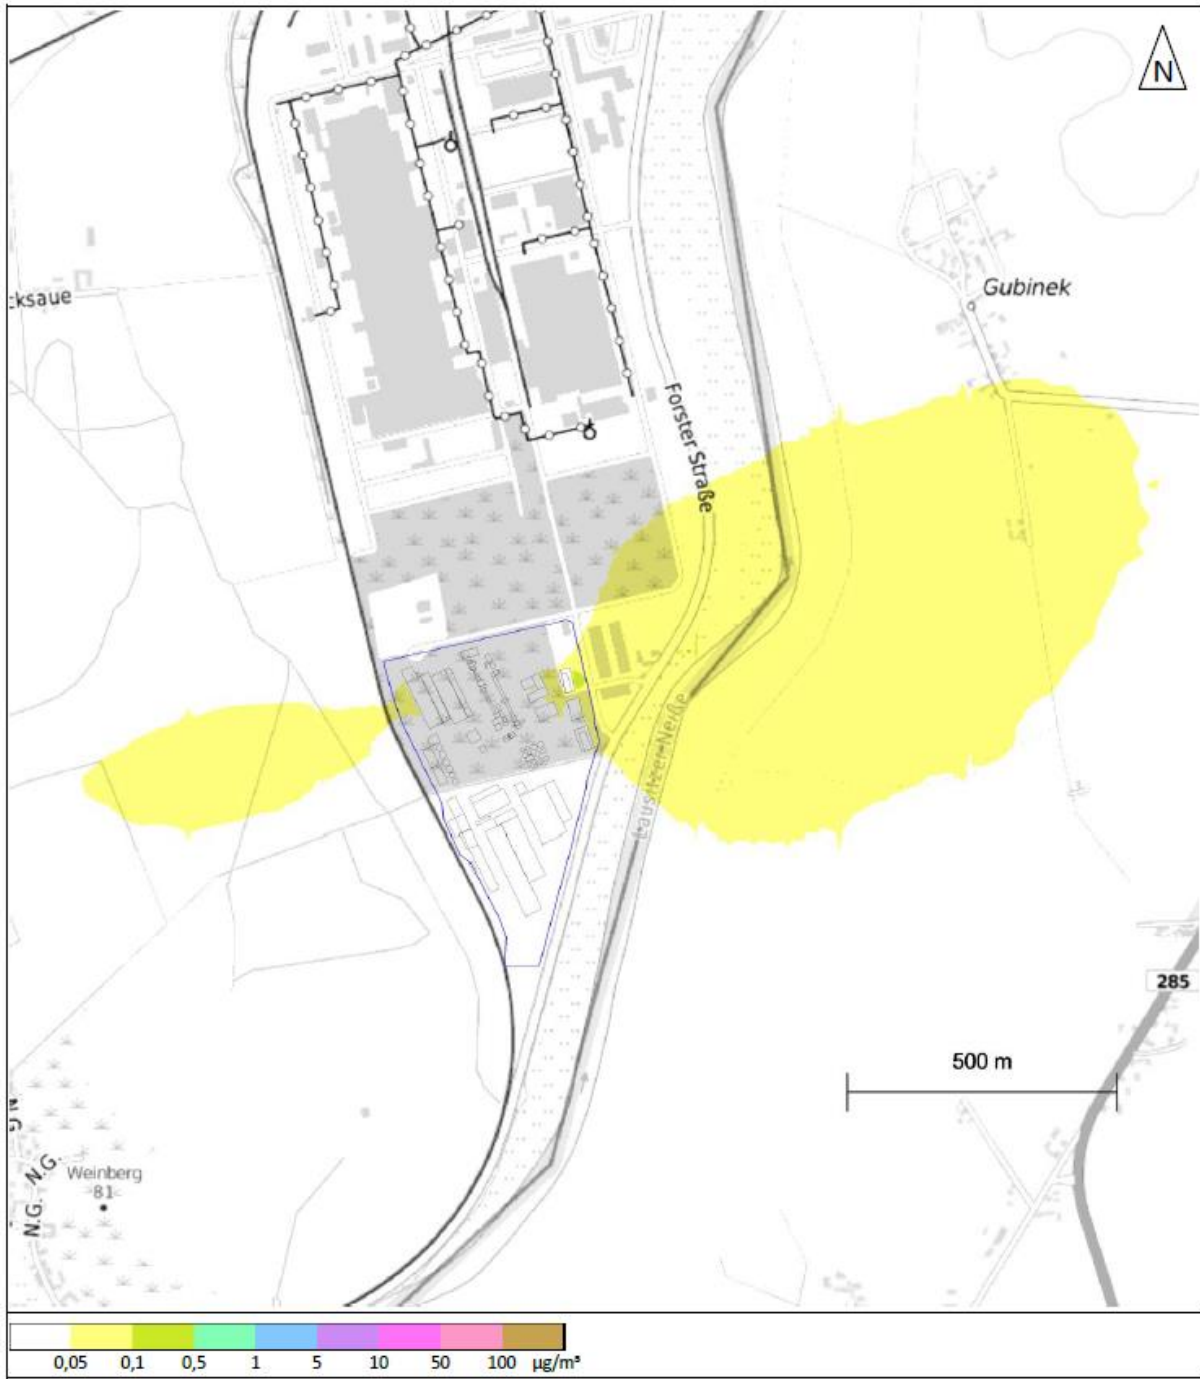 N
Gubinek
cksaue
Forster Straße
Lausitzer Neiße
285
500 m
N.G.
N.G.
Weinberg
81
0,05 0,1 0,5 1 5 10 50 100 µg/m³